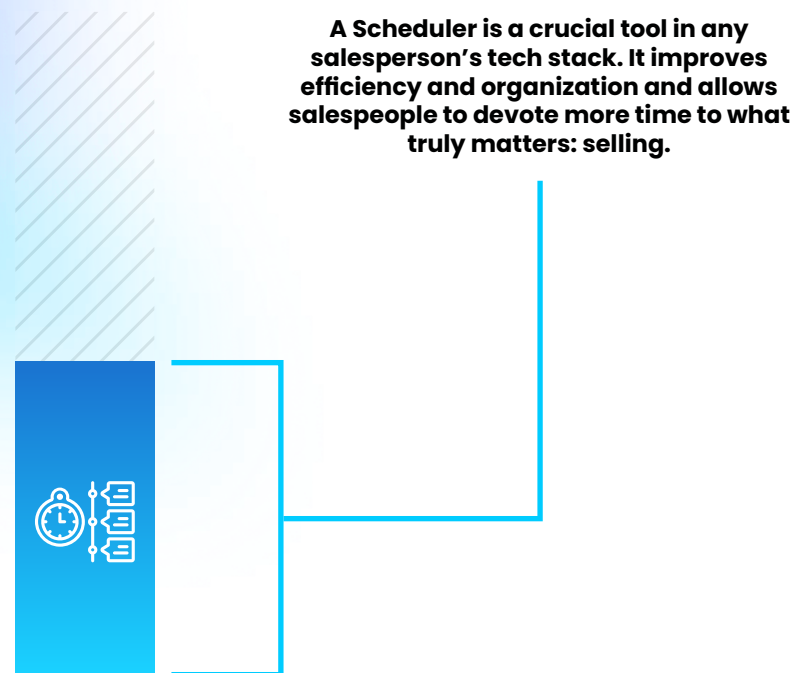 A Scheduler is a crucial tool in any
salesperson’s tech stack. It improves
efficiency and organization and allows
salespeople to devote more time to what
truly matters: selling.